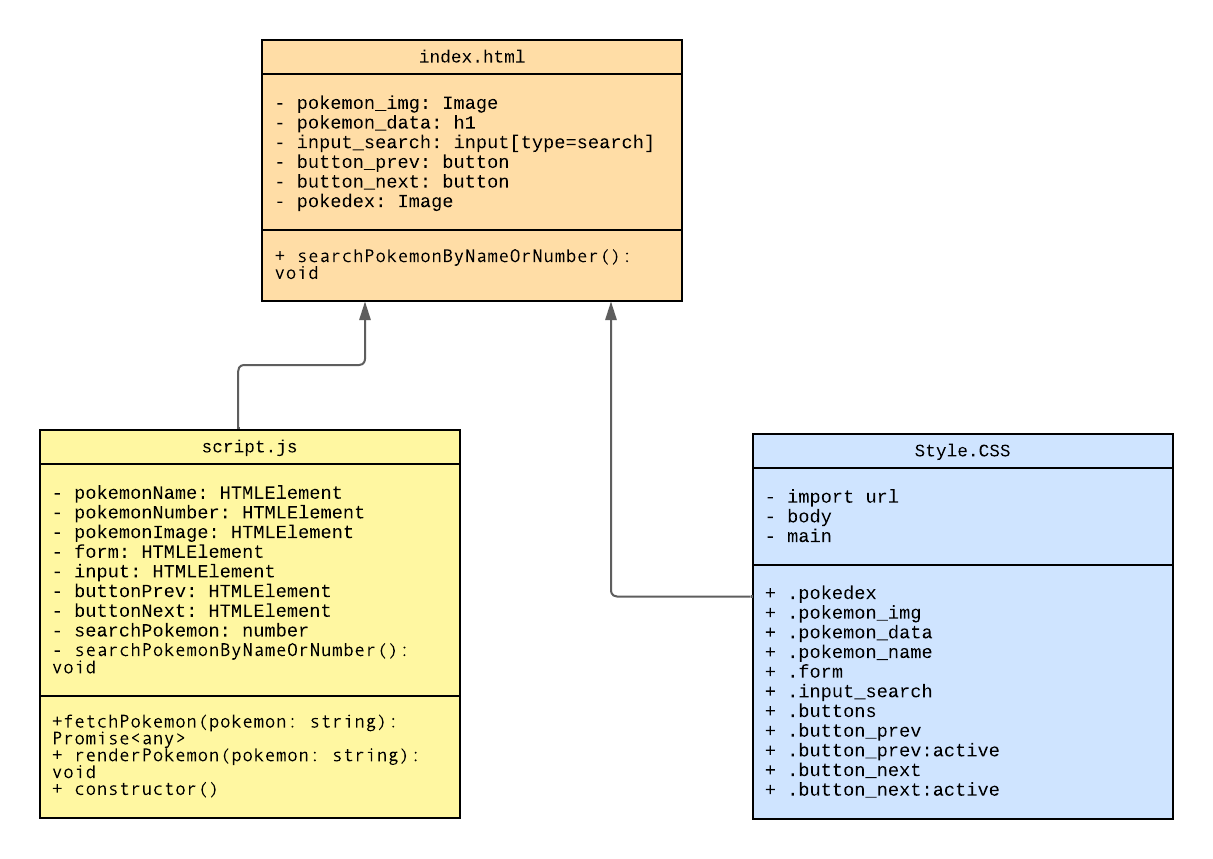 index.html
- pokemon_img: Image
- pokemon_data: h1
- input_search: input[type=search]
- button_prev: button
- button_next: button
- pokedex: Image
+ searchPokemonByNameOrNumber():
void
script.js
- pokemonName: HTMLElement
- pokemonNumber: HTMLElement
- pokemonImage: HTMLElement
- form: HTMLElement
- input: HTMLElement
- buttonPrev: HTMLElement
- buttonNext: HTMLElement
- searchPokemon: number
- searchPokemonByNameOrNumber():
void
+fetchPokemon(pokemon: string):
Promise<any>
+ renderPokemon(pokemon: string):
void
+ constructor()
Style.CSS
- import url
- body
- main
+ .pokedex
+ .pokemon_img
+ .pokemon_data
+ .pokemon_name
+ .form
+ .input_search
+ .buttons
+ .button_prev
+ .button_prev:active
+ .button_next
+ .button_next:active